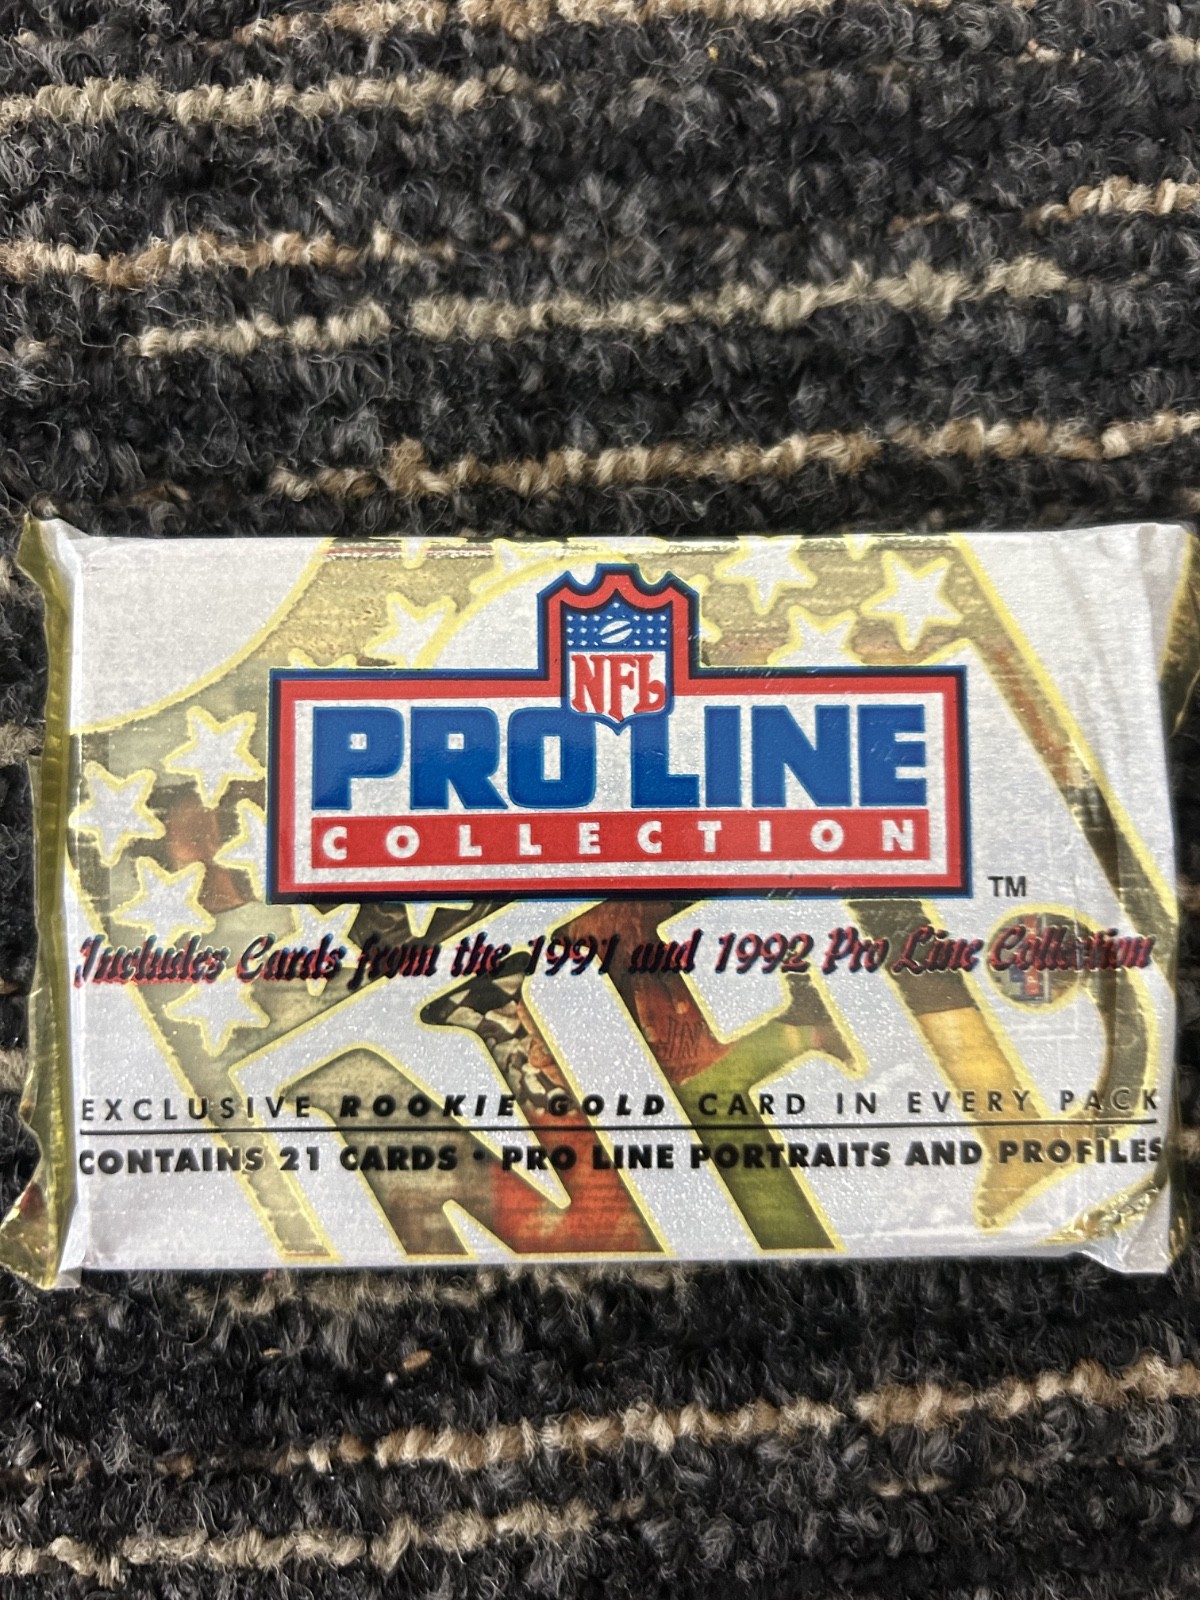 NFL
PRO LINE
COLLECTION
TM
Includes Cards from the 1991 and 1992 Pro Line Collection
EXCLUSIVE ROOKIE GOLD CARD IN EVERY PACK
CONTAINS 21 CARDS • PRO LINE PORTRAITS AND PROFILES